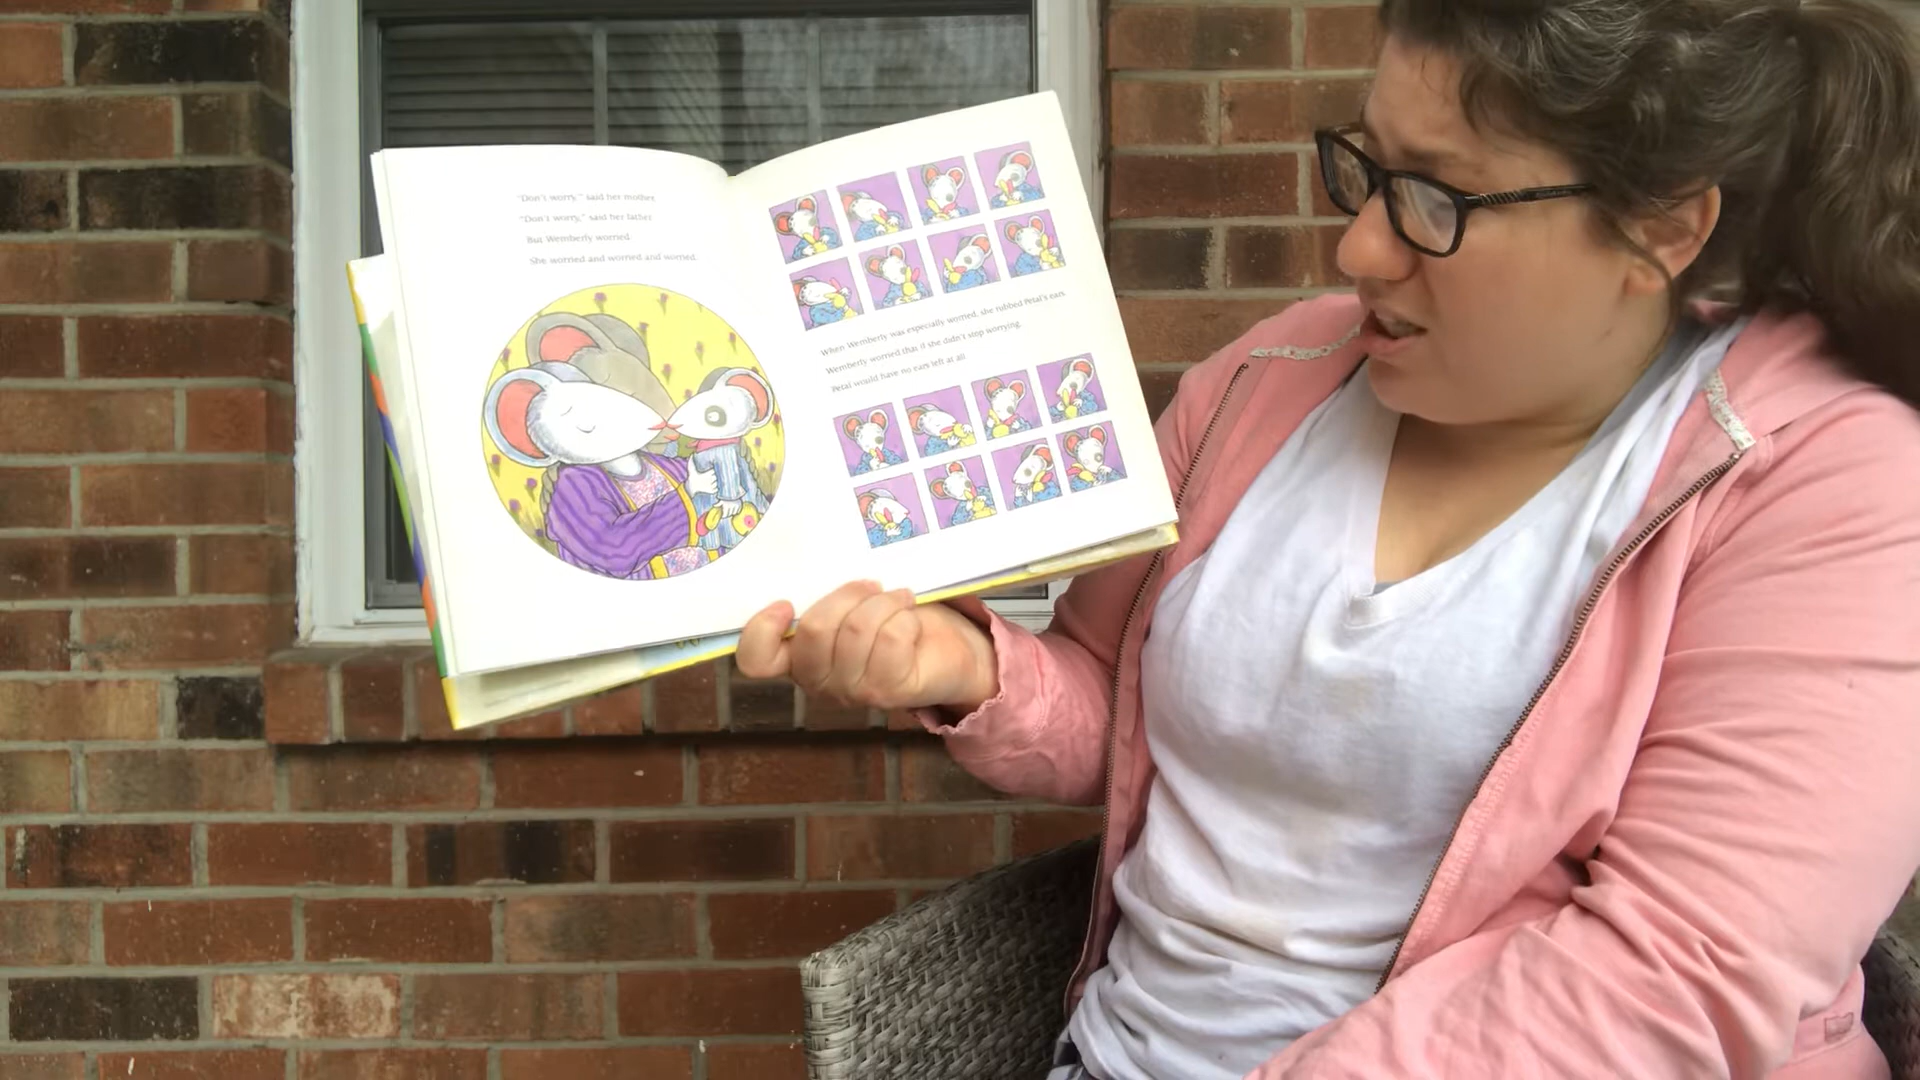 "Don't worry," said her mother.
"Don't worry," said her father.
But Wemberly worried.
She worried and worried and worried.
When Wemberly was especially worried, she rubbed Petal's ears.
Wemberly worried that if she didn't stop worrying,
Petal would have no ears left at all.